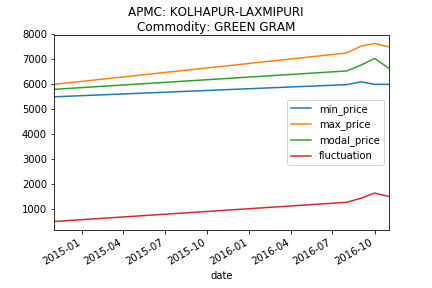 APMC: KOLHAPUR-LAXMIPURI
Commodity: GREEN GRAM
8000
7000
6000
5000
4000
3000
2000
1000
min_price
max_price
modal_price
fluctuation
2015-01
2015-04
2015-07
2015-10
2016-01
2016-04
2016-07
2016-10
date